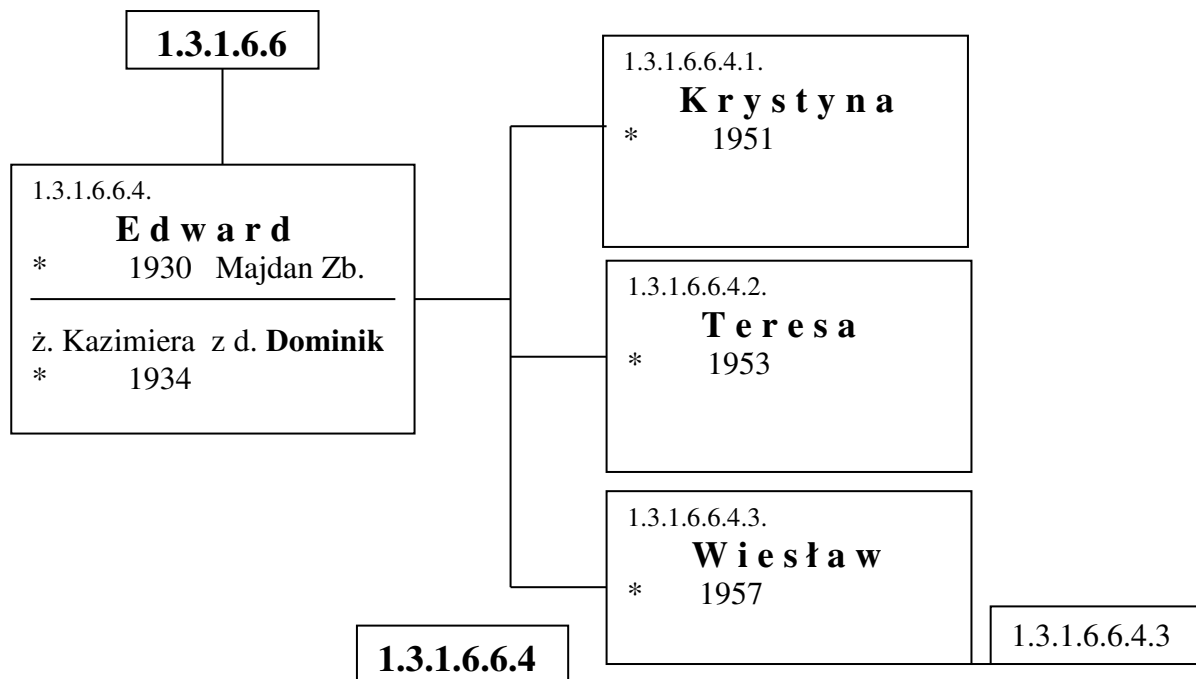 1.3.1.6.6
1.3.1.6.6.4.
E d w a r d
* 1930 Majdan Zb.
ż. Kazimiera z d. Dominik
* 1934
1.3.1.6.6.4.1.
K r y s t y n a
* 1951
1.3.1.6.6.4.2.
T e r e s a
* 1953
1.3.1.6.6.4.3.
W i e s ł a w
* 1957
1.3.1.6.6.4.3
1.3.1.6.6.4